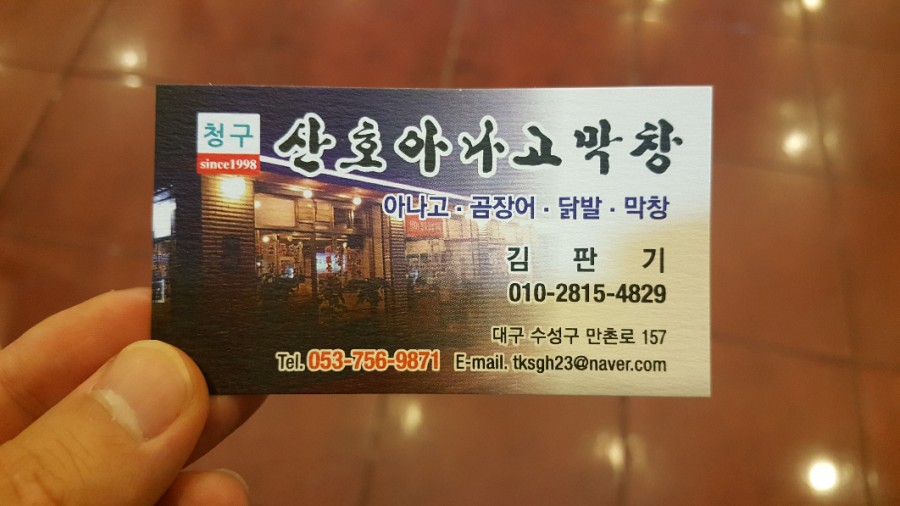 청구
since1998
산호아나고막창
아나고 · 곰장어 · 닭발 · 막창
김 판 기
010-2815-4829
대구 수성구 만촌로 157
Tel. 053-756-9871 E-mail. tksgh23@naver.com